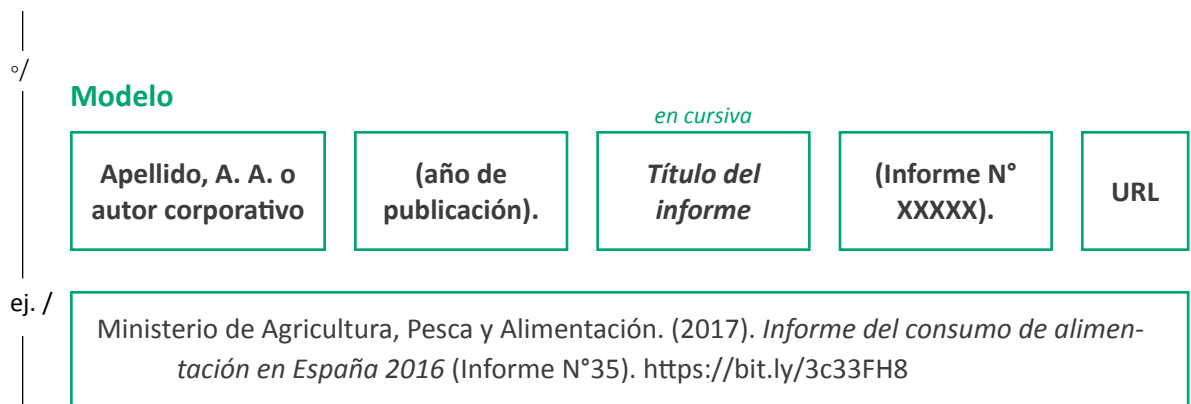 °/
Modelo
en cursiva
Apellido, A. A. o
autor corporativo
(año de
publicación).
Título del
informe
(Informe N°
XXXXX).
URL
ej. /
Ministerio de Agricultura, Pesca y Alimentación. (2017). Informe del consumo de alimen-
tación en España 2016 (Informe N°35). https://bit.ly/3c33FH8